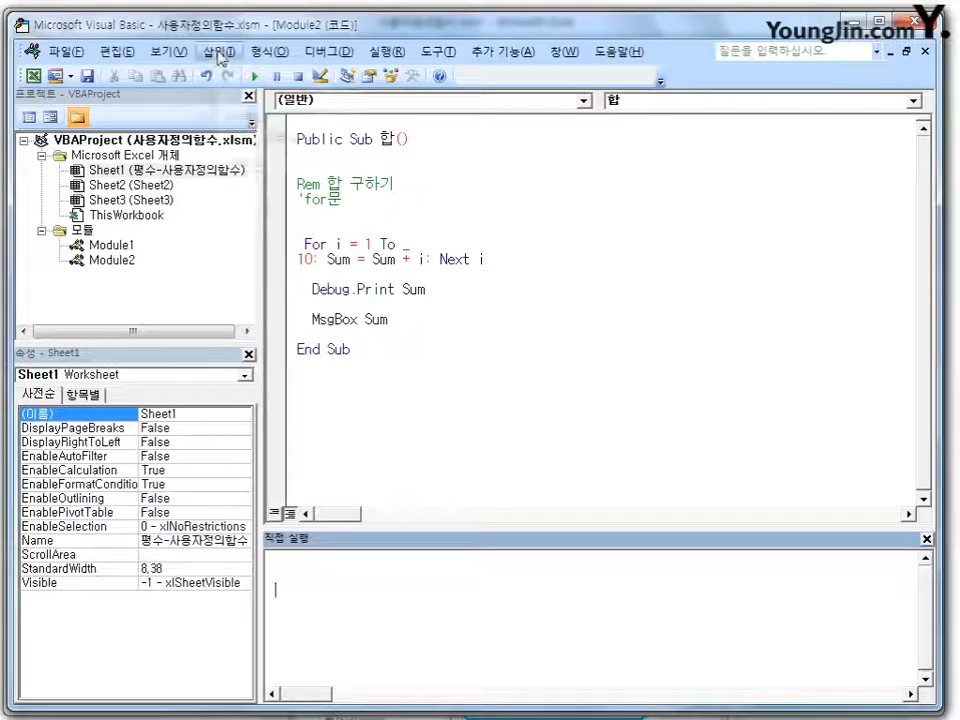 Microsoft Visual Basic - 사용자정의함수.xlsm - [Module2 (코드)]
Younglin.com Y.
파일(F) 편집(E) 보기(V) 삽입(I) 형식(O) 디버그(D) 실행(R) 도구(T) 추가 기능(A) 창(W) 도움말(H) 질문을 입력하십시오.
프로젝트 - VBAProject
(일반) 합
VBAProject (사용자정의함수.xlsm)
Microsoft Excel 개체
Sheet1 (평수-사용자정의함수)
Sheet2 (Sheet2)
Sheet3 (Sheet3)
ThisWorkbook
모듈
Module1
Module2
Public Sub 합()
Rem 합 구하기
'for문
For i = 1 To _
10: Sum = Sum + i: Next i
Debug.Print Sum
MsgBox Sum
End Sub
속성 - Sheet1
Sheet1 Worksheet
사전순 항목별
(이름) Sheet1
DisplayPageBreaks False
DisplayRightToLeft False
EnableAutoFilter False
EnableCalculation True
EnableFormatConditio True
EnableOutlining False
EnablePivotTable False
EnableSelection 0 - xlNoRestrictions
Name 평수-사용자정의함수
ScrollArea
StandardWidth 8.38
Visible -1 - xlSheetVisible
직접 실행